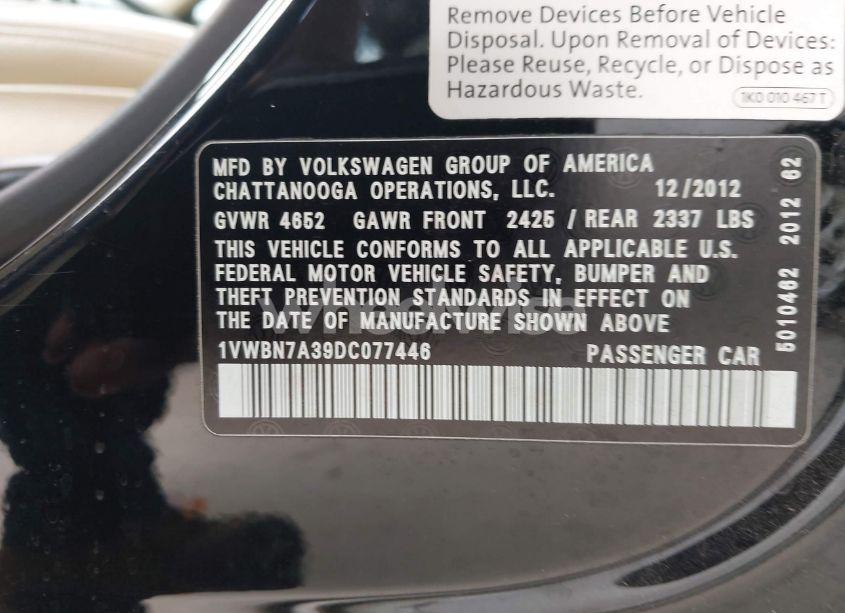 Remove Devices Before Vehicle
Disposal. Upon Removal of Devices:
Please Reuse, Recycle, or Dispose as
Hazardous Waste.
1K0 010 467 T
MFD BY VOLKSWAGEN GROUP OF AMERICA
CHATTANOOGA OPERATIONS, LLC. 12/2012
GVWR 4652 GAWR FRONT 2425 / REAR 2337 LBS
THIS VEHICLE CONFORMS TO ALL APPLICABLE U.S.
FEDERAL MOTOR VEHICLE SAFETY, BUMPER AND
THEFT PREVENTION STANDARDS IN EFFECT ON
THE DATE OF MANUFACTURE SHOWN ABOVE
1VWBN7A39DC077446 PASSENGER CAR
5010462 2012 62